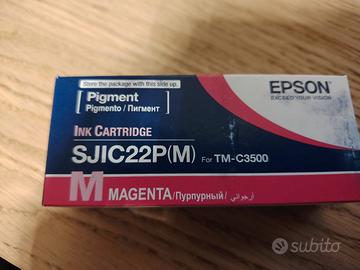 Store the package with this side up.
Pigment
Pigmento / Пигмент
EPSON
EXCEED YOUR VISION
INK CARTRIDGE
SJIC22P(M) FOR TM-C3500
M MAGENTA/Пурпурный/ أرجواني
subito